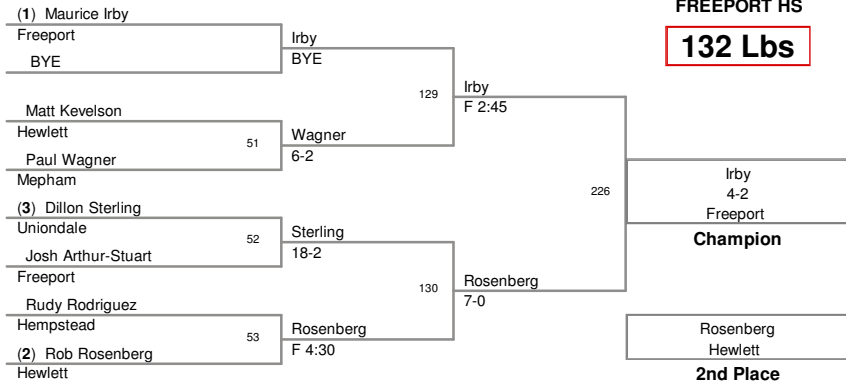 FREEPORT HS
132 Lbs
(1) Maurice Irby
Freeport
BYE
Matt Kevelson
Hewlett
Paul Wagner
Mepham
(3) Dillon Sterling
Uniondale
Josh Arthur-Stuart
Freeport
Rudy Rodriguez
Hempstead
(2) Rob Rosenberg
Hewlett
51
52
53
Irby
BYE
Wagner
6-2
Sterling
18-2
Rosenberg
F 4:30
129
130
Irby
F 2:45
Rosenberg
7-0
226
Irby
4-2
Freeport
Champion
Rosenberg
Hewlett
2nd Place